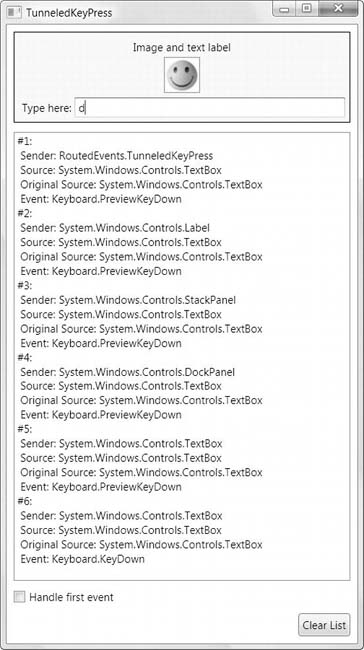 TunneledKeyPress
Image and text label
Type here: d
#1:
Sender: RoutedEvents.TunneledKeyPress
Source: System.Windows.Controls.TextBox
Original Source: System.Windows.Controls.TextBox
Event: Keyboard.PreviewKeyDown
#2:
Sender: System.Windows.Controls.Label
Source: System.Windows.Controls.TextBox
Original Source: System.Windows.Controls.TextBox
Event: Keyboard.PreviewKeyDown
#3:
Sender: System.Windows.Controls.StackPanel
Source: System.Windows.Controls.TextBox
Original Source: System.Windows.Controls.TextBox
Event: Keyboard.PreviewKeyDown
#4:
Sender: System.Windows.Controls.DockPanel
Source: System.Windows.Controls.TextBox
Original Source: System.Windows.Controls.TextBox
Event: Keyboard.PreviewKeyDown
#5:
Sender: System.Windows.Controls.TextBox
Source: System.Windows.Controls.TextBox
Original Source: System.Windows.Controls.TextBox
Event: Keyboard.PreviewKeyDown
#6:
Sender: System.Windows.Controls.TextBox
Source: System.Windows.Controls.TextBox
Original Source: System.Windows.Controls.TextBox
Event: Keyboard.KeyDown
Handle first event
Clear List